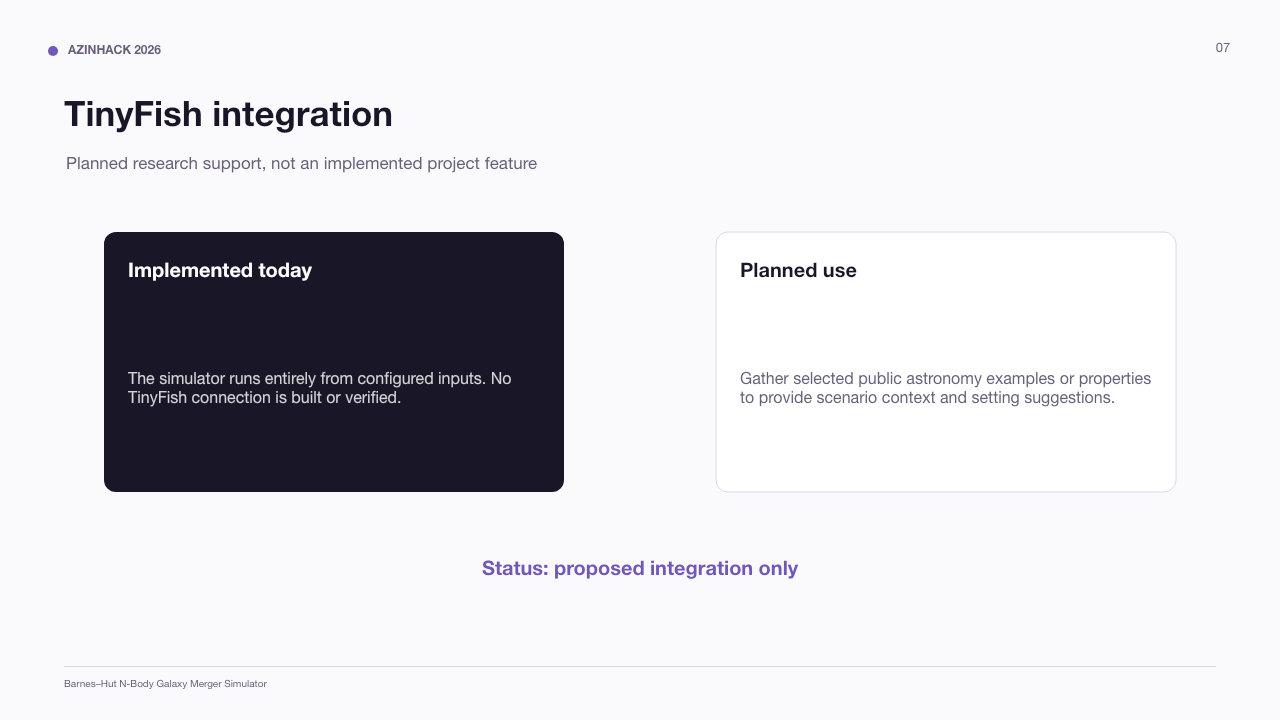 AZINHACK 2026
07
TinyFish integration
Planned research support, not an implemented project feature
Implemented today
The simulator runs entirely from configured inputs. No
TinyFish connection is built or verified.
Planned use
Gather selected public astronomy examples or properties
to provide scenario context and setting suggestions.
Status: proposed integration only
Barnes–Hut N-Body Galaxy Merger Simulator